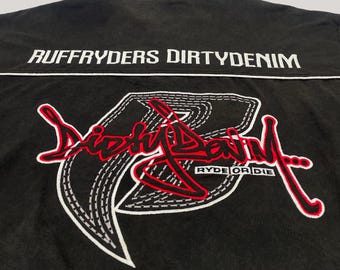 RUFFRYDERS DIRTYDENIM
Dirty Denim...
RYDE OR DIE